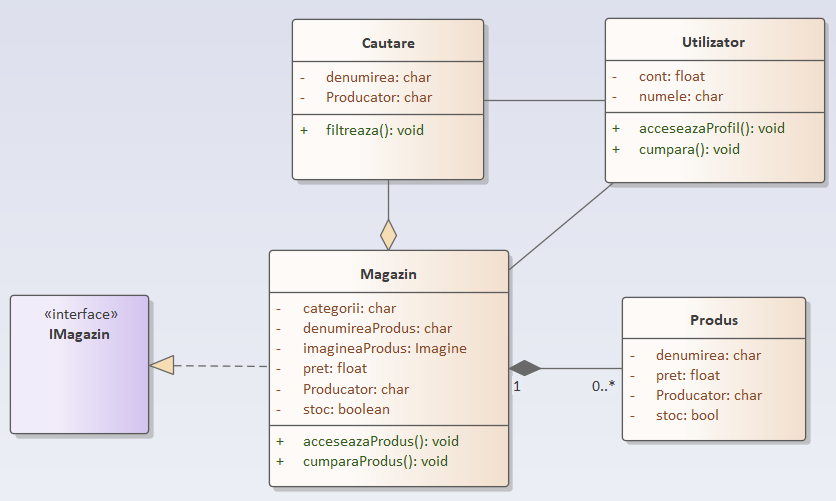 Cautare
- denumirea: char
- Producator: char
+ filtreaza(): void
Utilizator
- cont: float
- numele: char
+ acceseazaProfil(): void
+ cumpara(): void
«interface»
IMagazin
Magazin
- categorii: char
- denumireaProdus: char
- imagineaProdus: Imagine
- pret: float
- Producator: char
- stoc: boolean
+ acceseazaProdus(): void
+ cumparaProdus(): void
1
0..*
Produs
- denumirea: char
- pret: float
- Producator: char
- stoc: bool